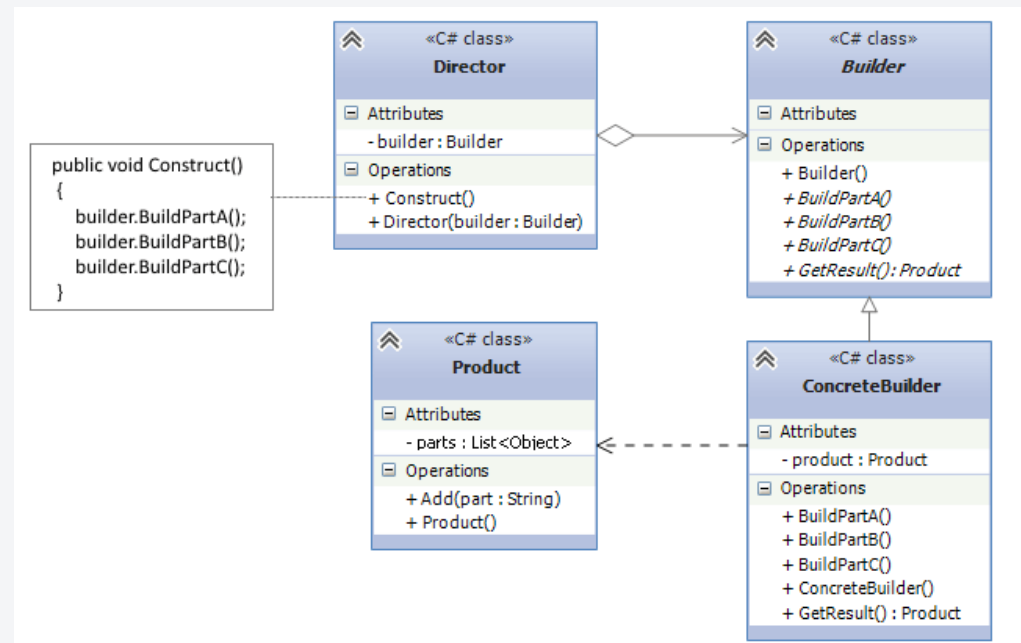 «C# class»
Director
Attributes
- builder : Builder
Operations
+ Construct()
+ Director(builder : Builder)
«C# class»
Builder
Attributes
Operations
+ Builder()
+ BuildPartA()
+ BuildPartB()
+ BuildPartC()
+ GetResult() : Product
public void Construct()
{
builder.BuildPartA();
builder.BuildPartB();
builder.BuildPartC();
}
«C# class»
Product
Attributes
- parts : List<Object>
Operations
+ Add(part : String)
+ Product()
«C# class»
ConcreteBuilder
Attributes
- product : Product
Operations
+ BuildPartA()
+ BuildPartB()
+ BuildPartC()
+ ConcreteBuilder()
+ GetResult() : Product